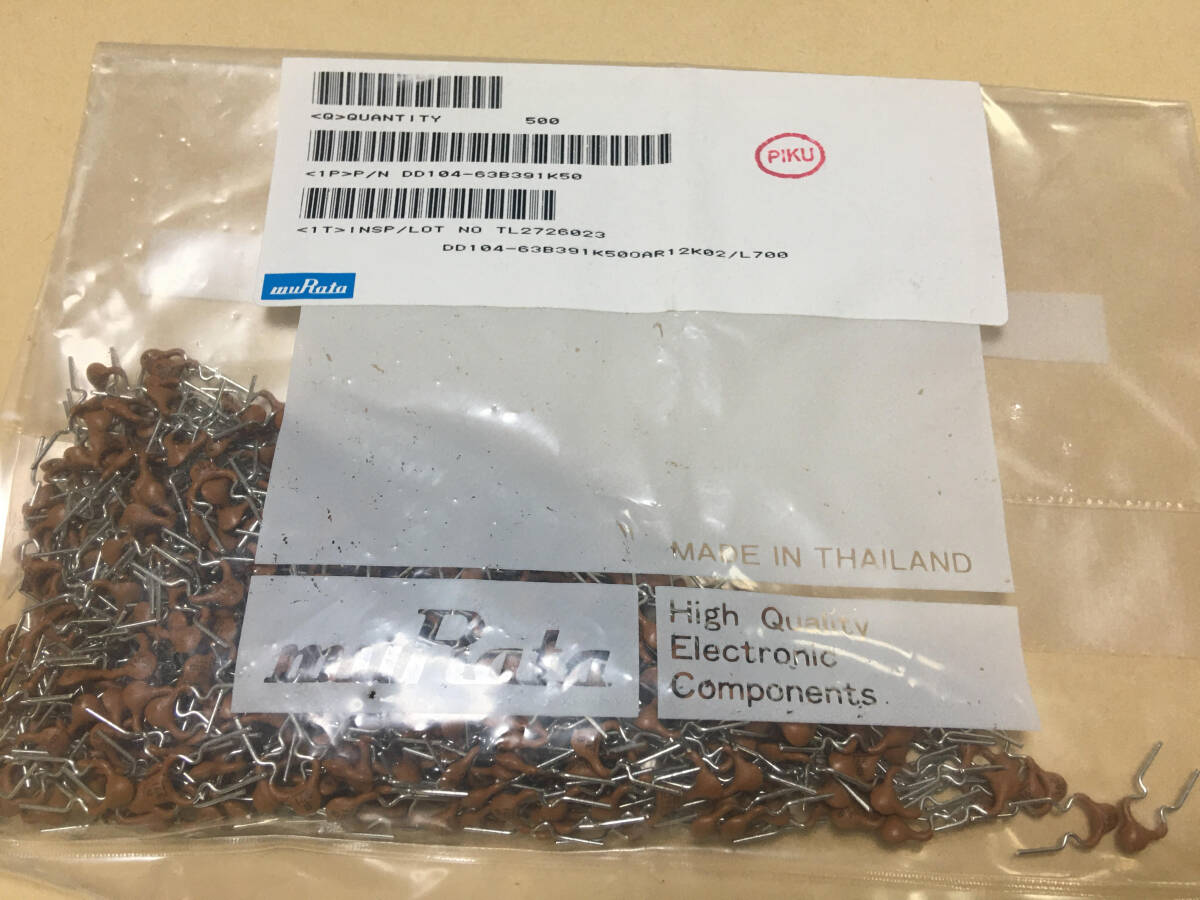 <Q>QUANTITY 500
<1P>P/N DD104-63B391K50
PIKU
<1T>INSP/LOT NO TL2726023
DD104-63B391K500AR12K02/L700
muRata
MADE IN THAILAND
muRata
High Quality
Electronic
Components